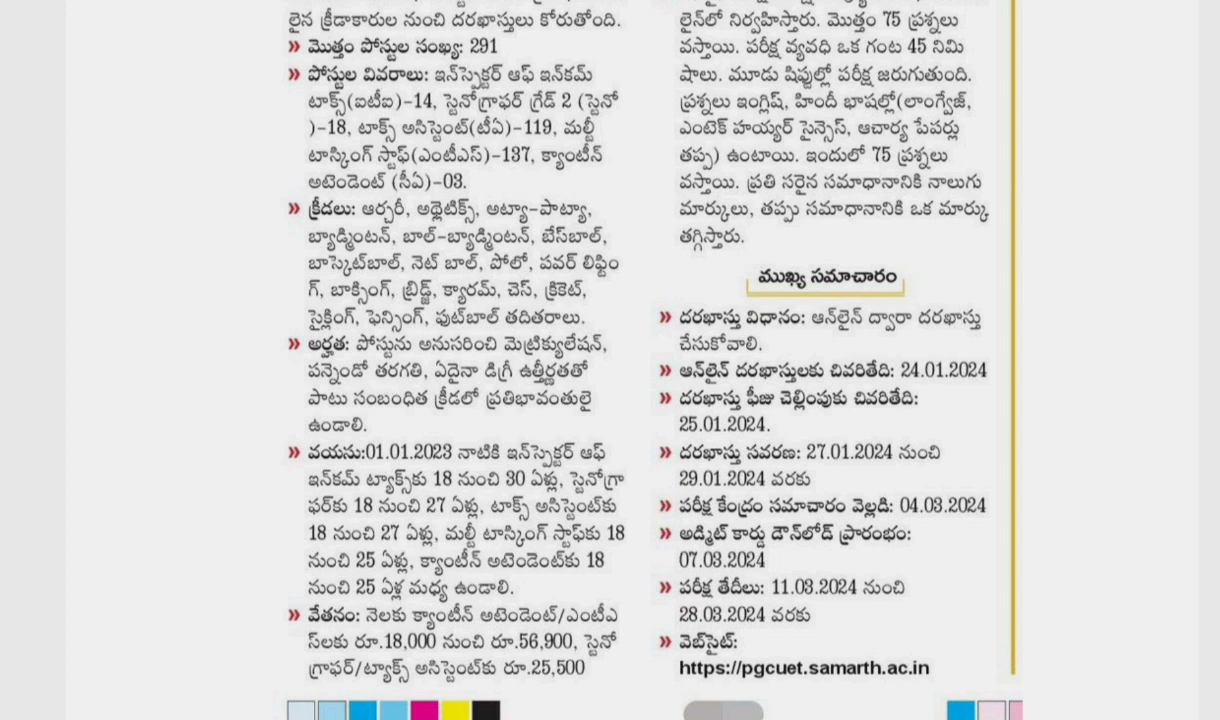 లైన క్రీడాకారుల నుంచి దరఖాస్తులు కోరుతోంది.
» మొత్తం పోస్టుల సంఖ్య: 291
» పోస్టుల వివరాలు: ఇన్‌స్పెక్టర్ ఆఫ్ ఇన్‌కమ్
టాక్స్(ఐటీఐ)–14, స్టెనోగ్రాఫర్ గ్రేడ్ 2 (స్టెనో
)–18, టాక్స్ అసిస్టెంట్(టీఏ)–119, మల్టీ
టాస్కింగ్ స్టాఫ్(ఎంటీఎస్)–137, క్యాంటీన్
అటెండెంట్ (సీఏ)–03.
» క్రీడలు: ఆర్చరీ, అథ్లెటిక్స్, అట్యా–పాట్యా,
బ్యాడ్మింటన్, బాల్–బ్యాడ్మింటన్, బేస్‌బాల్,
బాస్కెట్‌బాల్, నెట్ బాల్, పోలో, పవర్ లిఫ్టిం
గ్, బాక్సింగ్, బ్రిడ్జ్, క్యారమ్, చెస్, క్రికెట్,
సైక్లింగ్, ఫెన్సింగ్, ఫుట్‌బాల్ తదితరాలు.
» అర్హత: పోస్టును అనుసరించి మెట్రిక్యులేషన్,
పన్నెండో తరగతి, ఏదైనా డిగ్రీ ఉత్తీర్ణతతో
పాటు సంబంధిత క్రీడలో ప్రతిభావంతులై
ఉండాలి.
» వయసు:01.01.2023 నాటికి ఇన్‌స్పెక్టర్ ఆఫ్
ఇన్‌కమ్ ట్యాక్స్‌కు 18 నుంచి 30 ఏళ్లు, స్టెనోగ్రా
ఫర్‌కు 18 నుంచి 27 ఏళ్లు, టాక్స్ అసిస్టెంట్‌కు
18 నుంచి 27 ఏళ్లు, మల్టీ టాస్కింగ్ స్టాఫ్‌కు 18
నుంచి 25 ఏళ్లు, క్యాంటీన్ అటెండెంట్‌కు 18
నుంచి 25 ఏళ్ల మధ్య ఉండాలి.
» వేతనం: నెలకు క్యాంటీన్ అటెండెంట్/ఎంటీఎ
స్‌లకు రూ.18,000 నుంచి రూ.56,900, స్టెనో
గ్రాఫర్/ట్యాక్స్ అసిస్టెంట్‌కు రూ.25,500
లైన్‌లో నిర్వహిస్తారు. మొత్తం 75 ప్రశ్నలు
వస్తాయి. పరీక్ష వ్యవధి ఒక గంట 45 నిమి
షాలు. మూడు షిఫ్టుల్లో పరీక్ష జరుగుతుంది.
ప్రశ్నలు ఇంగ్లిష్, హిందీ భాషల్లో(లాంగ్వేజ్,
ఎంటెక్ హయ్యర్ సైన్సెస్, ఆచార్య పేపర్లు
తప్ప) ఉంటాయి. ఇందులో 75 ప్రశ్నలు
వస్తాయి. ప్రతి సరైన సమాధానానికి నాలుగు
మార్కులు, తప్పు సమాధానానికి ఒక మార్కు
తగ్గిస్తారు.
ముఖ్య సమాచారం
» దరఖాస్తు విధానం: ఆన్‌లైన్ ద్వారా దరఖాస్తు
చేసుకోవాలి.
» ఆన్‌లైన్ దరఖాస్తులకు చివరితేది: 24.01.2024
» దరఖాస్తు ఫీజు చెల్లింపుకు చివరితేది:
25.01.2024.
» దరఖాస్తు సవరణ: 27.01.2024 నుంచి
29.01.2024 వరకు
» పరీక్ష కేంద్రం సమాచారం వెల్లడి: 04.03.2024
» అడ్మిట్ కార్డు డౌన్‌లోడ్ ప్రారంభం:
07.03.2024
» పరీక్ష తేదీలు: 11.03.2024 నుంచి
28.03.2024 వరకు
» వెబ్‌సైట్:
https://pgcuet.samarth.ac.in